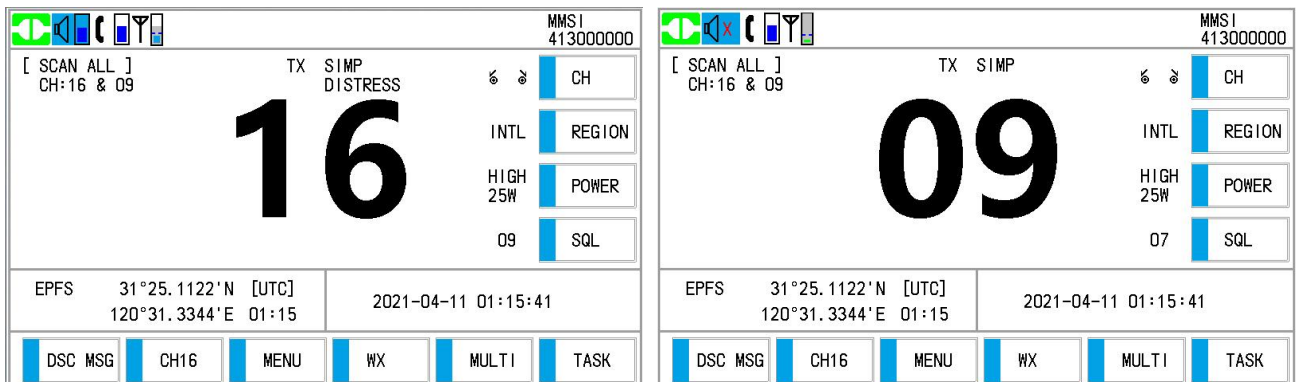 MMSI
413000000
[ SCAN ALL ]
CH:16 & 09
TX SIMP
DISTRESS
16
CH
INTL
REGION
HIGH
25W
POWER
09
SQL
EPFS 31°25.1122'N [UTC]
120°31.3344'E 01:15
2021-04-11 01:15:41
DSC MSG
CH16
MENU
WX
MULTI
TASK
MMSI
413000000
[ SCAN ALL ]
CH:16 & 09
TX SIMP
09
CH
INTL
REGION
HIGH
25W
POWER
07
SQL
EPFS 31°25.1122'N [UTC]
120°31.3344'E 01:15
2021-04-11 01:15:41
DSC MSG
CH16
MENU
WX
MULTI
TASK